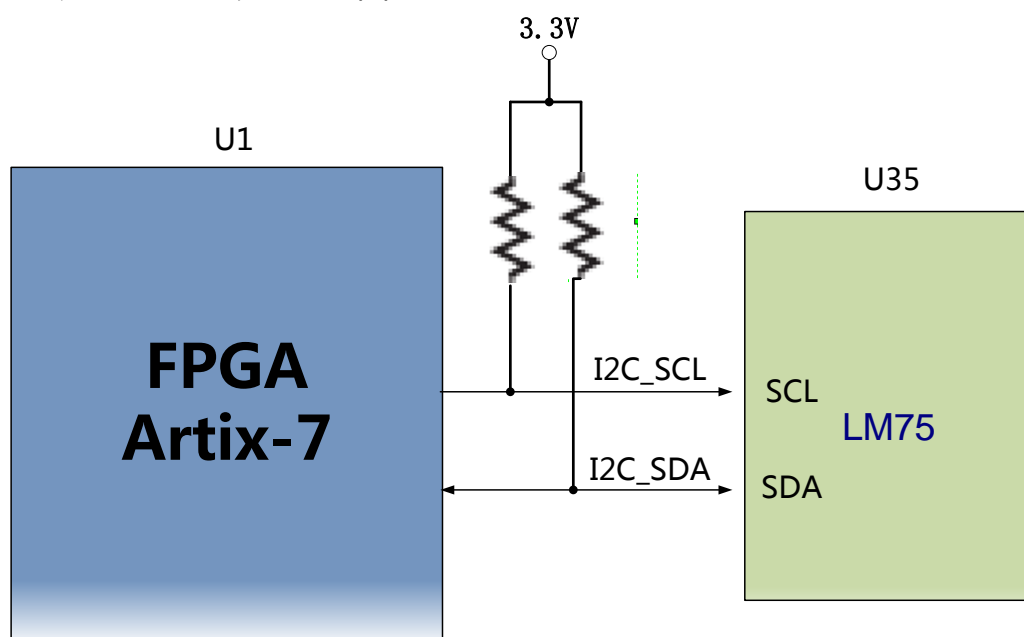 3.3V
U1
U35
FPGA
Artix-7
I2C_SCL
SCL
LM75
I2C_SDA
SDA